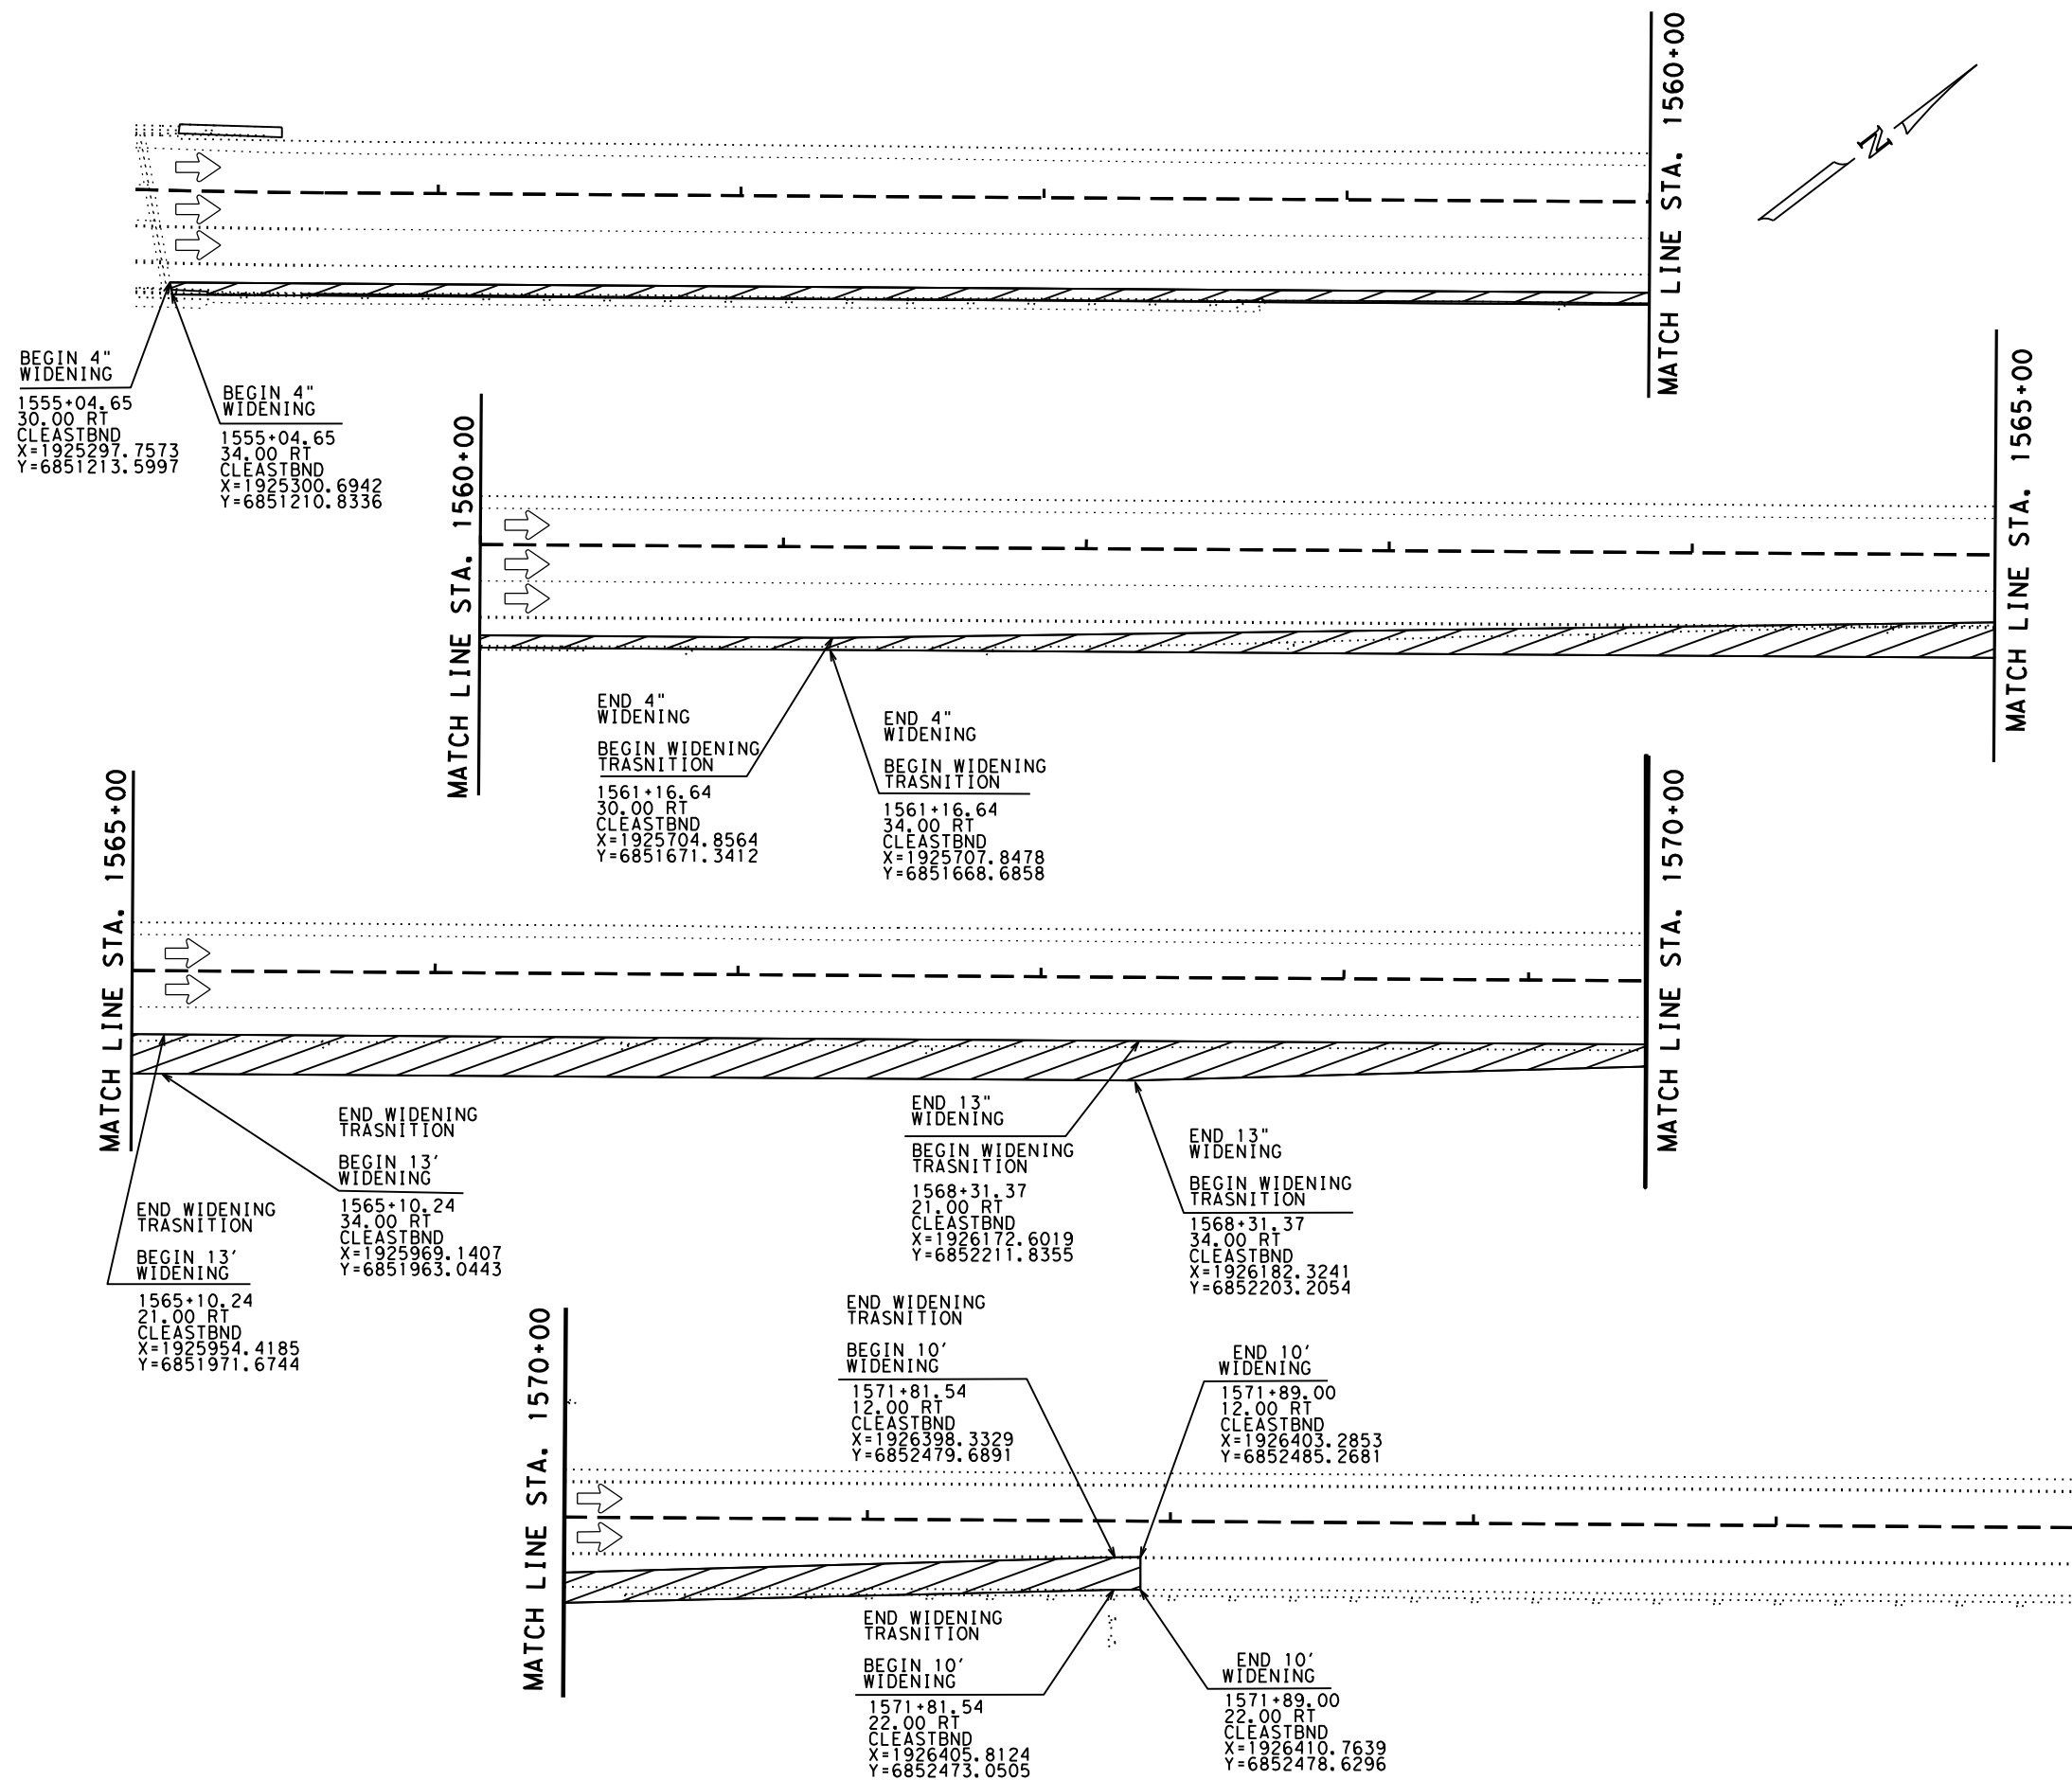 MATCH LINE STA. 1560+00
N
BEGIN 4"
WIDENING
1555+04.65
30.00 RT
CLEASTBND
X=1925297.7573
Y=6851213.5997
BEGIN 4"
WIDENING
1555+04.65
34.00 RT
CLEASTBND
X=1925300.6942
Y=6851210.8336
MATCH LINE STA. 1560+00
MATCH LINE STA. 1565+00
END 4"
WIDENING
BEGIN WIDENING
TRASNITION
1561+16.64
30.00 RT
CLEASTBND
X=1925704.8564
Y=6851671.3412
END 4"
WIDENING
BEGIN WIDENING
TRASNITION
1561+16.64
34.00 RT
CLEASTBND
X=1925707.8478
Y=6851668.6858
MATCH LINE STA. 1565+00
MATCH LINE STA. 1570+00
END WIDENING
TRASNITION
BEGIN 13'
WIDENING
1565+10.24
21.00 RT
CLEASTBND
X=1925954.4185
Y=6851971.6744
END WIDENING
TRASNITION
BEGIN 13'
WIDENING
1565+10.24
34.00 RT
CLEASTBND
X=1925969.1407
Y=6851963.0443
END 13"
WIDENING
BEGIN WIDENING
TRASNITION
1568+31.37
21.00 RT
CLEASTBND
X=1926172.6019
Y=6852211.8355
END 13"
WIDENING
BEGIN WIDENING
TRASNITION
1568+31.37
34.00 RT
CLEASTBND
X=1926182.3241
Y=6852203.2054
MATCH LINE STA. 1570+00
END WIDENING
TRASNITION
BEGIN 10'
WIDENING
1571+81.54
12.00 RT
CLEASTBND
X=1926398.3329
Y=6852479.6891
END 10'
WIDENING
1571+89.00
12.00 RT
CLEASTBND
X=1926403.2853
Y=6852485.2681
END WIDENING
TRASNITION
BEGIN 10'
WIDENING
1571+81.54
22.00 RT
CLEASTBND
X=1926405.8124
Y=6852473.0505
END 10'
WIDENING
1571+89.00
22.00 RT
CLEASTBND
X=1926410.7639
Y=6852478.6296